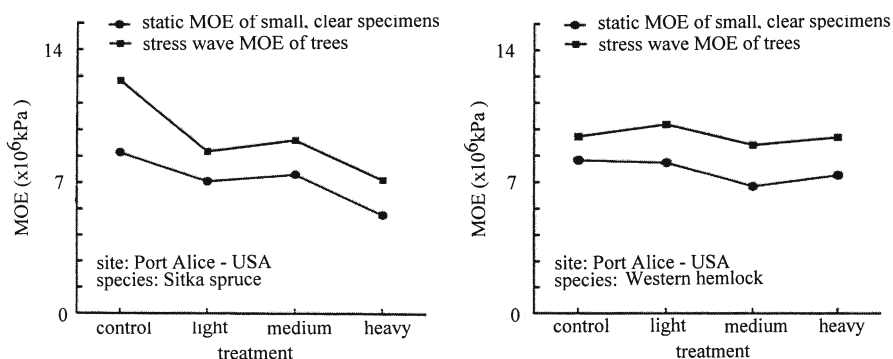 static MOE of small, clear specimens
stress wave MOE of trees
14
7
0
MOE (x10⁶kPa)
site: Port Alice - USA
species: Sitka spruce
control light medium heavy
treatment
static MOE of small, clear specimens
stress wave MOE of trees
14
7
0
MOE (x10⁶kPa)
site: Port Alice - USA
species: Western hemlock
control light medium heavy
treatment